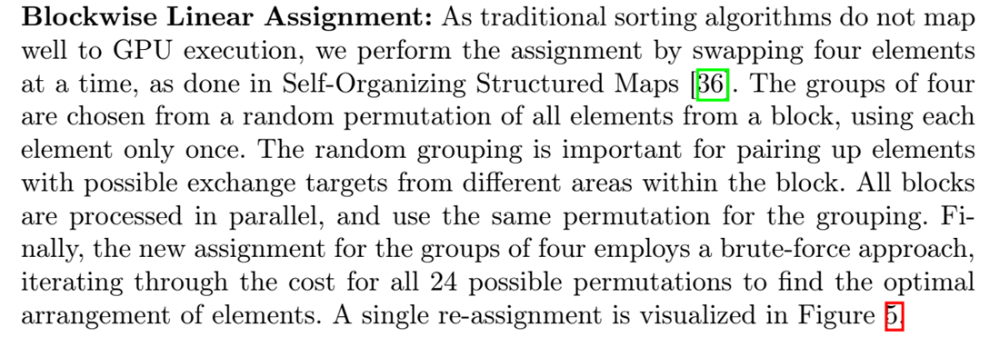 Blockwise Linear Assignment: As traditional sorting algorithms do not map
well to GPU execution, we perform the assignment by swapping four elements
at a time, as done in Self-Organizing Structured Maps [36]. The groups of four
are chosen from a random permutation of all elements from a block, using each
element only once. The random grouping is important for pairing up elements
with possible exchange targets from different areas within the block. All blocks
are processed in parallel, and use the same permutation for the grouping. Fi-
nally, the new assignment for the groups of four employs a brute-force approach,
iterating through the cost for all 24 possible permutations to find the optimal
arrangement of elements. A single re-assignment is visualized in Figure 5.